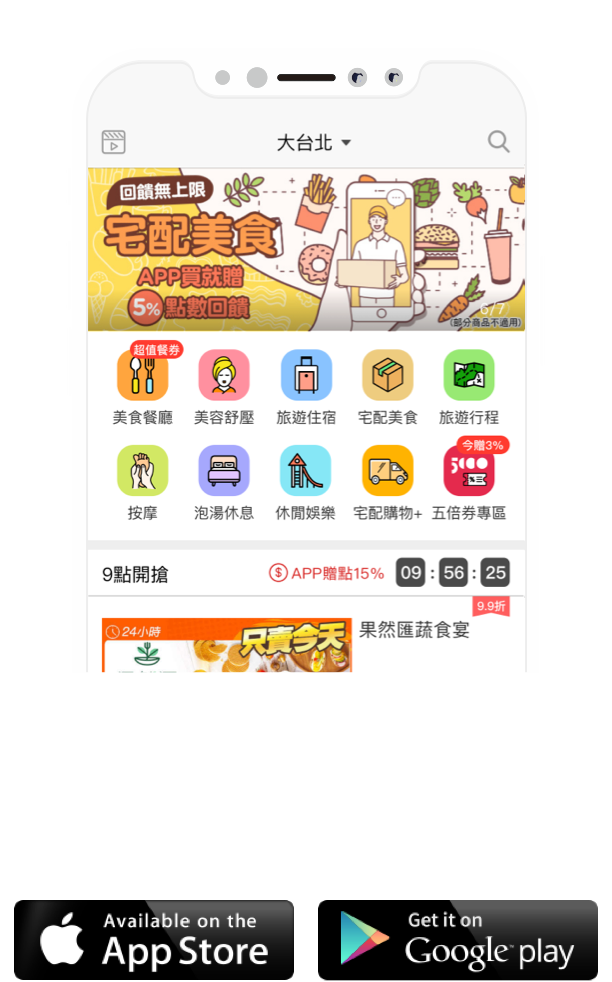 大台北
回饋無上限
宅配美食
APP買就贈
5%點數回饋
6/7
(部分商品不適用)
超值餐券
美食餐廳
美容舒壓
旅遊住宿
宅配美食
旅遊行程
今贈3%
5000
按摩
泡湯休息
休閒娛樂
宅配購物+
五倍券專區
9點開搶
$ APP贈點15%
09:56:25
9.9折
24小時
只賣今天
果然匯蔬食宴
Available on the
App Store
Get it on
Google play